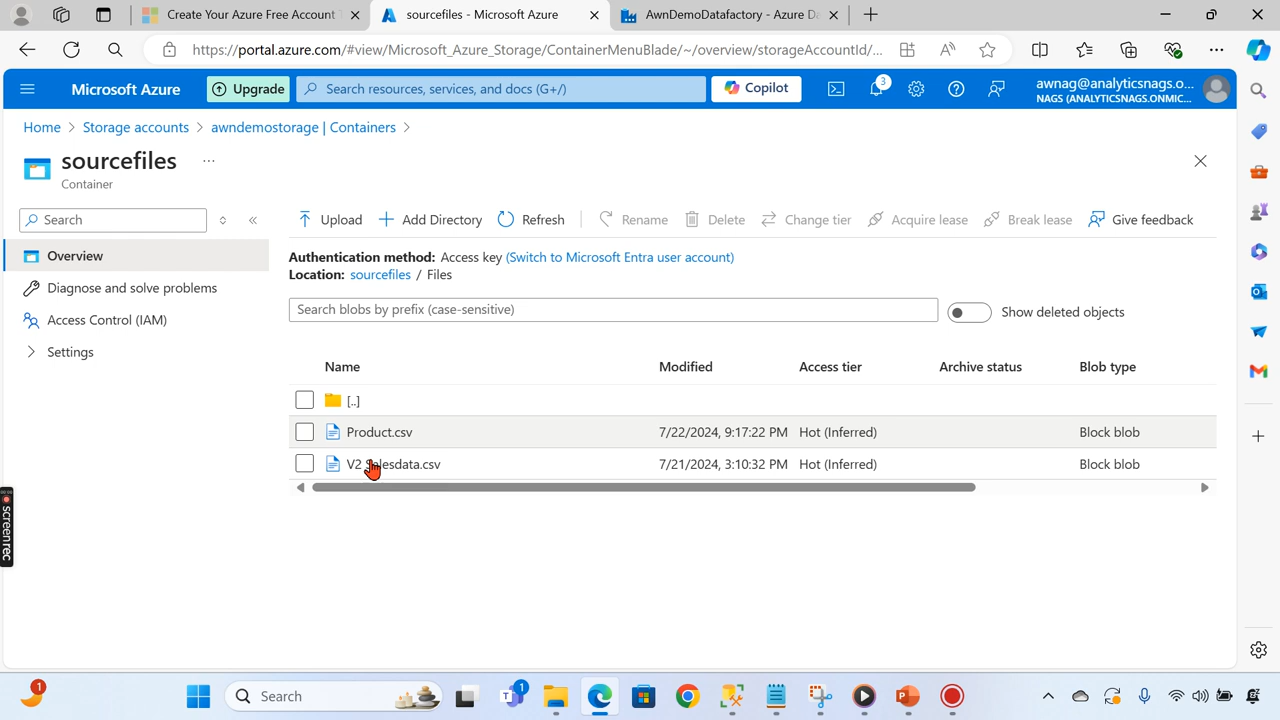 Create Your Azure Free Account
sourcefiles - Microsoft Azure
AwnDemoDatafactory - Azure Da
https://portal.azure.com/#view/Microsoft_Azure_Storage/ContainerMenuBlade/~/overview/storageAccountId/...
Microsoft Azure
Upgrade
Search resources, services, and docs (G+/)
Copilot
3
awnag@analyticsnags.o...
NAGS (ANALYTICSNAGS.ONMIC...
Home > Storage accounts > awndemostorage | Containers >
sourcefiles ...
Container
Search
Upload
Add Directory
Refresh
Rename
Delete
Change tier
Acquire lease
Break lease
Give feedback
Overview
Diagnose and solve problems
Access Control (IAM)
Settings
Authentication method: Access key (Switch to Microsoft Entra user account)
Location: sourcefiles / Files
Search blobs by prefix (case-sensitive)
Show deleted objects
Name Modified Access tier Archive status Blob type
[..]
Product.csv 7/22/2024, 9:17:22 PM Hot (Inferred) Block blob
V2 Salesdata.csv 7/21/2024, 3:10:32 PM Hot (Inferred) Block blob
screenrec
1
Search
1